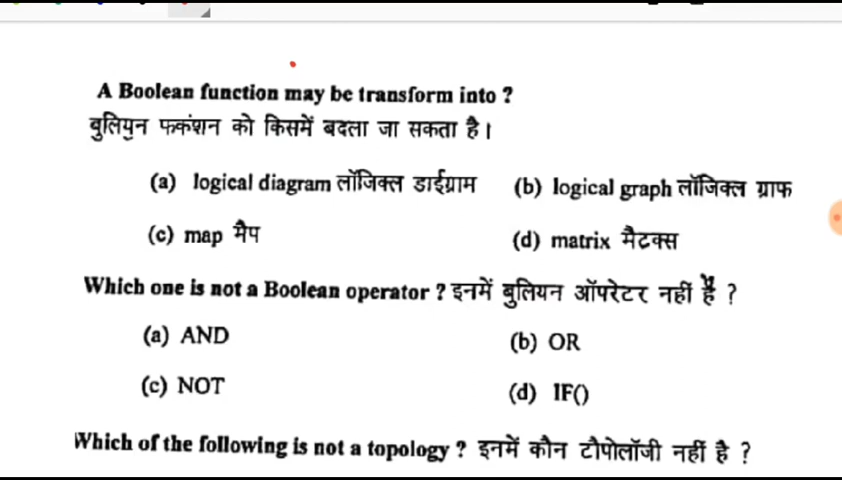 A Boolean function may be transform into ?
बुलियन फकंशन को किसमें बदला जा सकता है।
(a) logical diagram लॉजिक्ल डाईग्राम (b) logical graph लॉजिक्ल ग्राफ
(c) map मैप (d) matrix मैटक्स
Which one is not a Boolean operator ? इनमें बुलियन ऑपरेटर नहीं हैं ?
(a) AND (b) OR
(c) NOT (d) IF()
Which of the following is not a topology ? इनमें कौन टौपोलॉजी नहीं है ?